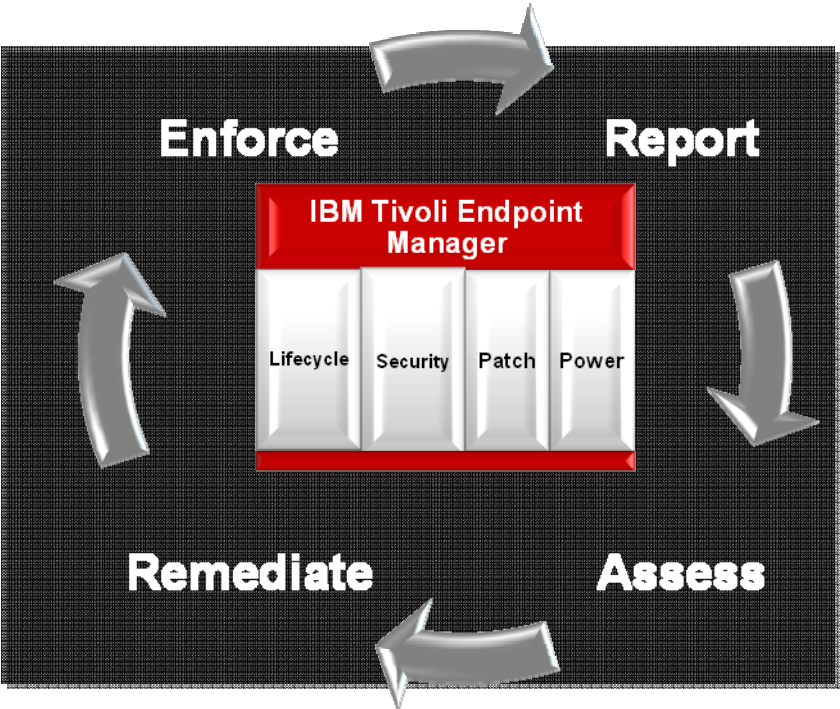 Enforce
Report
IBM Tivoli Endpoint
Manager
Lifecycle
Security
Patch
Power
Remediate
Assess